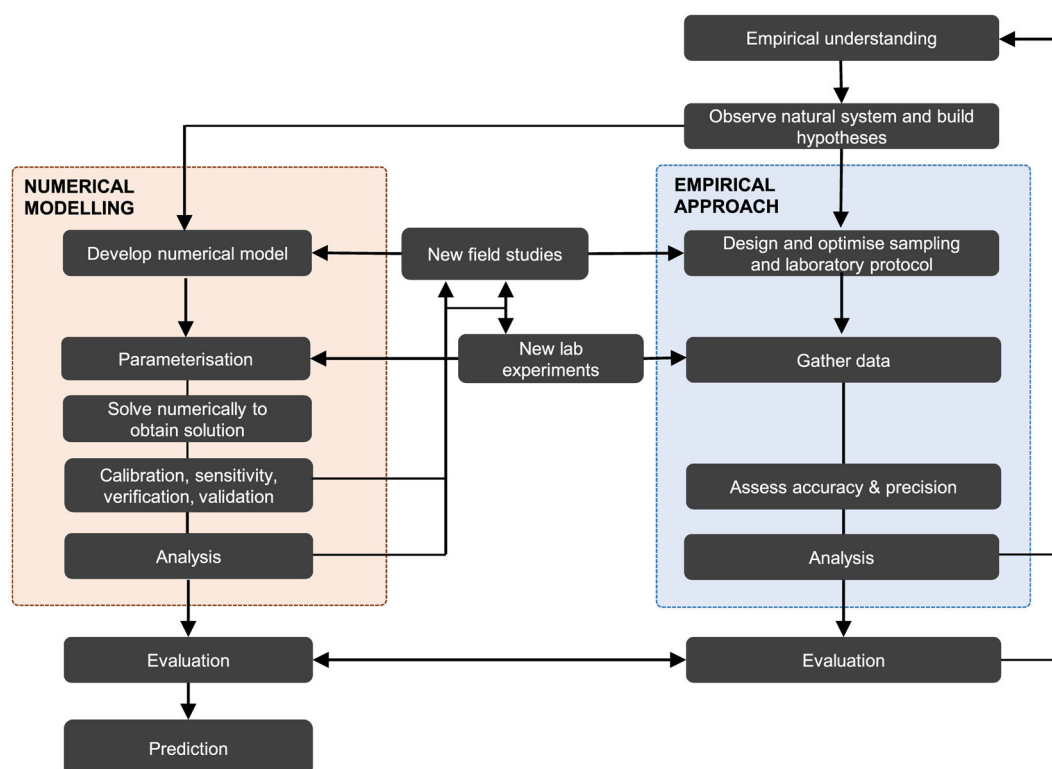 Empirical understanding
Observe natural system and build
hypotheses
NUMERICAL
MODELLING
EMPIRICAL
APPROACH
Develop numerical model
New field studies
Design and optimise sampling
and laboratory protocol
Parameterisation
New lab
experiments
Gather data
Solve numerically to
obtain solution
Calibration, sensitivity,
verification, validation
Assess accuracy & precision
Analysis
Analysis
Evaluation
Evaluation
Prediction